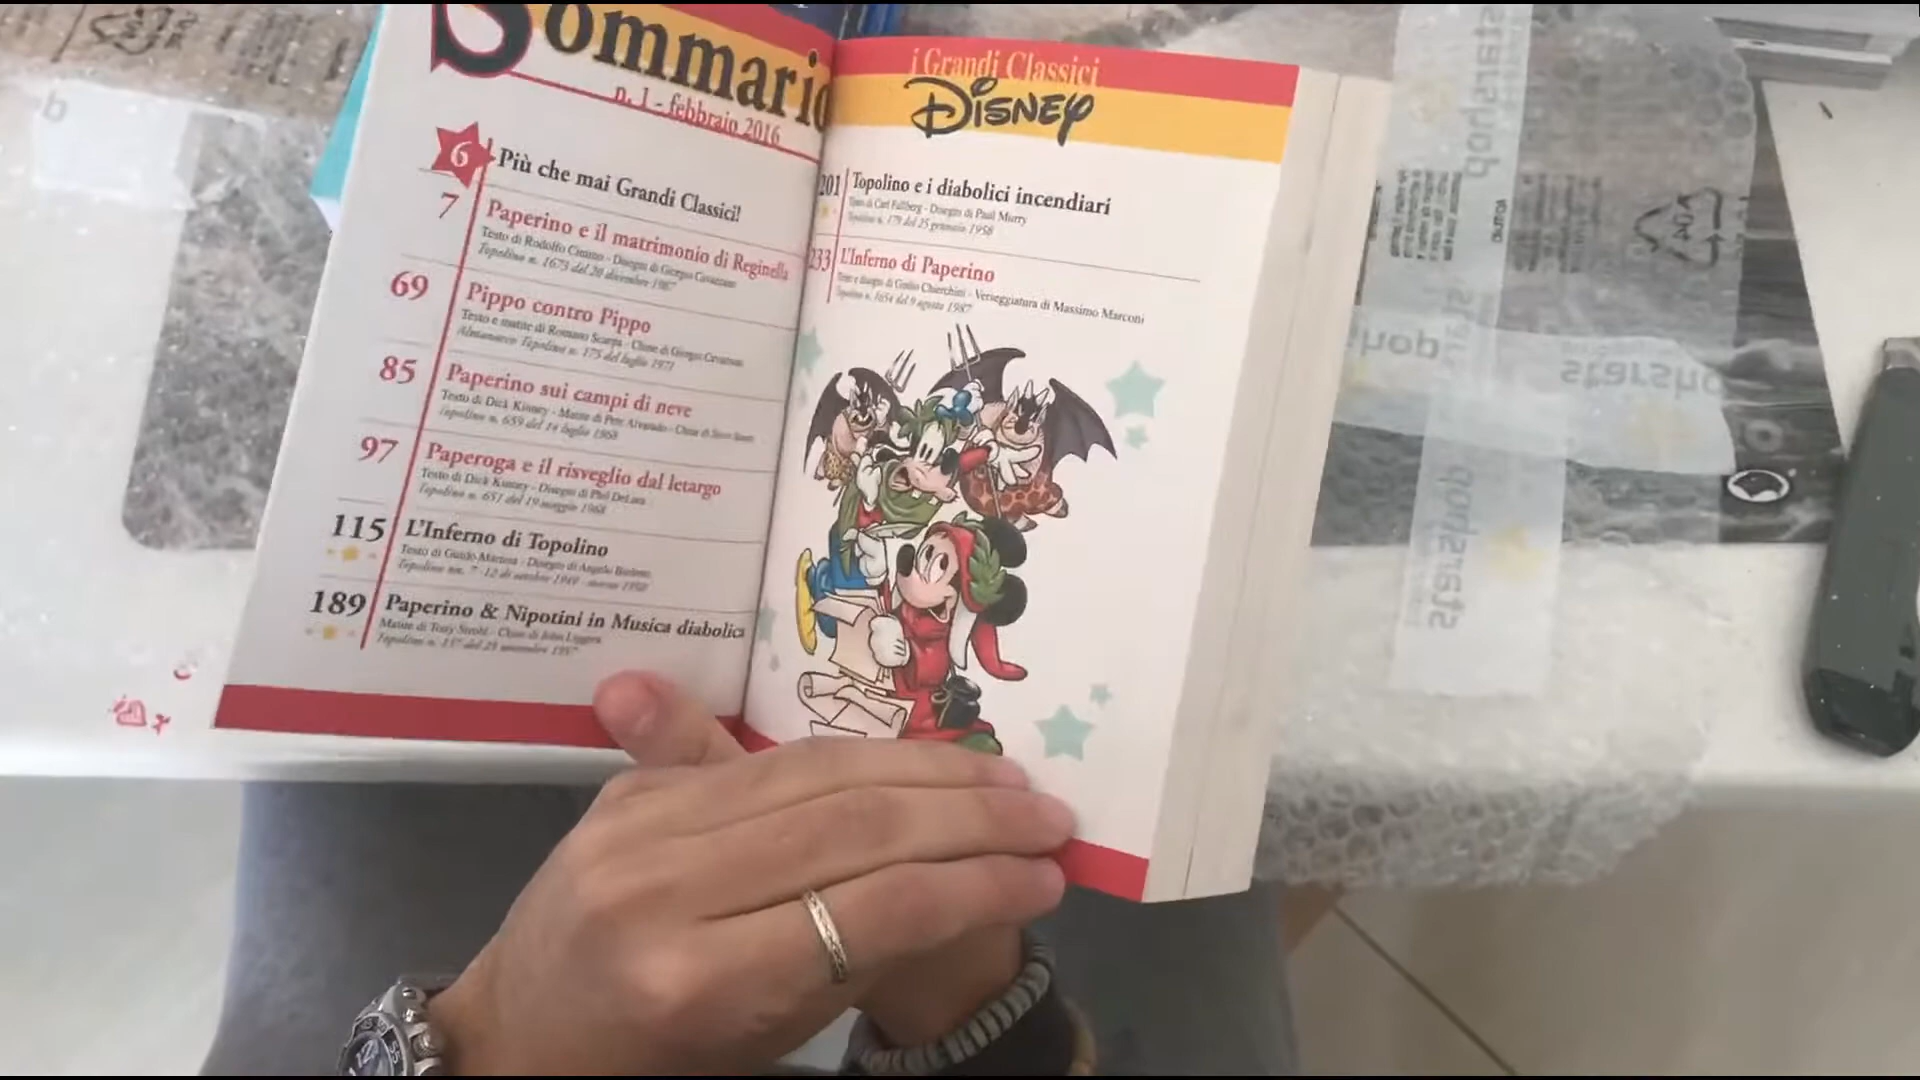 Sommario
n. 1 - febbraio 2016
6 Più che mai Grandi Classici!
7 Paperino e il matrimonio di Reginella
Testo di Rodolfo Cimino - Disegni di Giorgio Cavazzano
Topolino n. 1673 del 20 dicembre 1987
69 Pippo contro Pippo
Testo e matite di Romano Scarpa - Chine di Giorgio Cavazzano
Almanacco Topolino n. 175 del luglio 1971
85 Paperino sui campi di neve
Testo di Dick Kinney - Matite di Pete Alvarado - Chine di
Topolino n. 659 del 14 luglio 1968
97 Paperoga e il risveglio dal letargo
Testo di Dick Kinney - Disegni di Phil DeLara
Topolino n. 651 del 19 maggio 1968
115 L'Inferno di Topolino
Testo di Guido Martina - Disegni di Angelo Bioletto
Topolino nn. 7 - 12 di ottobre 1949 - marzo 1950
189 Paperino & Nipotini in Musica diabolica
Matite di Tony Strobl - Chine di John Liggera
Topolino n. 137 del 25 novembre 1957
i Grandi Classici
DISNEY
201 Topolino e i diabolici incendiari
Testo di Carl Fallberg - Disegni di Paul Murry
Topolino n. 179 del 25 gennaio 1958
233 L'Inferno di Paperino
Testo e disegni di Giulio Chierchini - Verseggiatura di Massimo Marconi
Topolino n. 1654 del 9 agosto 1987
starshop
shop
starsho
starshop